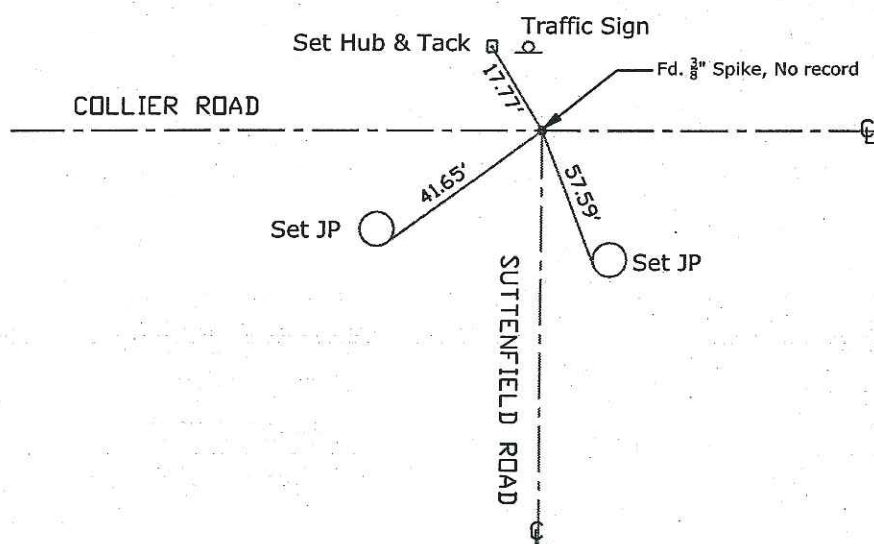 Set Hub & Tack
Traffic Sign
17.77'
Fd. 3/8" Spike, No record
COLLIER ROAD
℄
41.65'
57.59'
Set JP
Set JP
SUTTENFIELD ROAD
℄